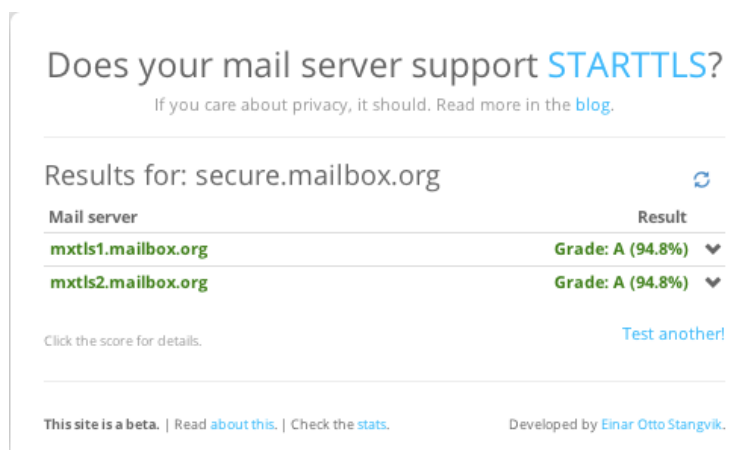 Does your mail server support STARTTLS?
If you care about privacy, it should. Read more in the blog.
Results for: secure.mailbox.org
Mail server Result
mxtls1.mailbox.org Grade: A (94.8%)
mxtls2.mailbox.org Grade: A (94.8%)
Test another!
Click the score for details.
This site is a beta. | Read about this. | Check the stats. Developed by Einar Otto Stangvik.